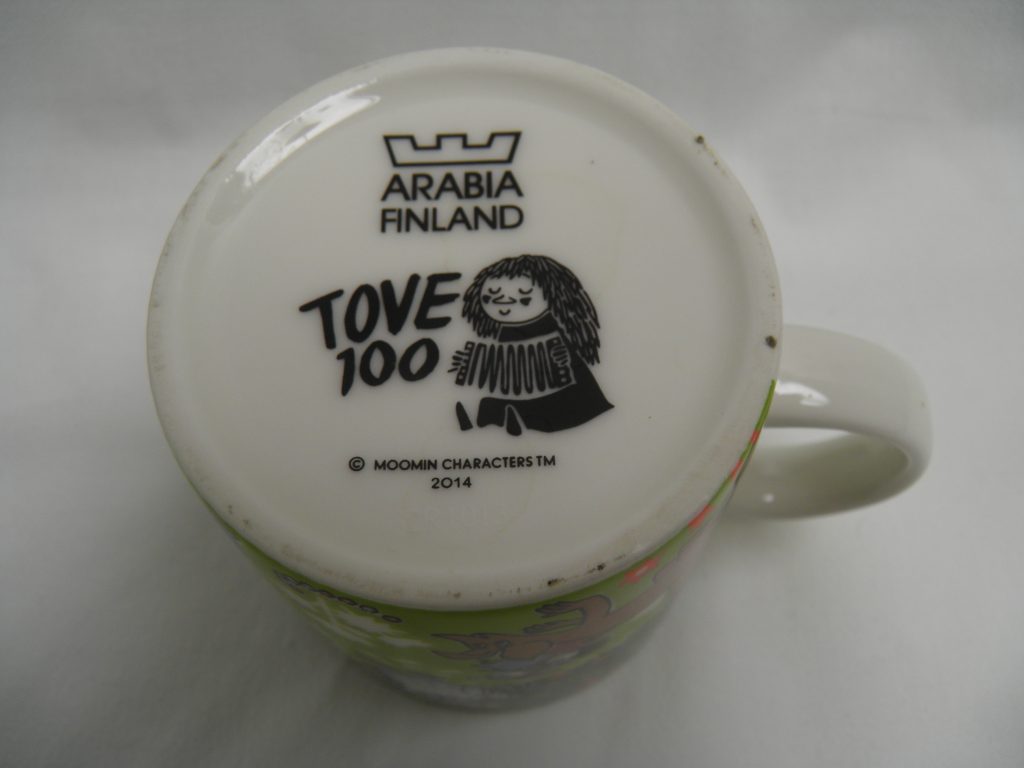 ARABIA
FINLAND
TOVE
100
© MOOMIN CHARACTERS TM
2014